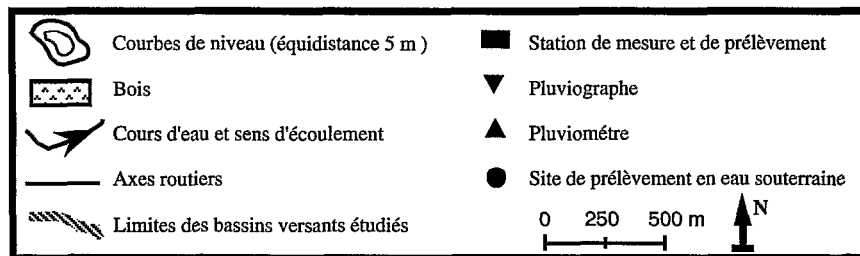 Courbes de niveau (équidistance 5 m )
Bois
Cours d'eau et sens d'écoulement
Axes routiers
Limites des bassins versants étudiés
Station de mesure et de prélèvement
Pluviographe
Pluviométre
Site de prélèvement en eau souterraine
0 250 500 m
N